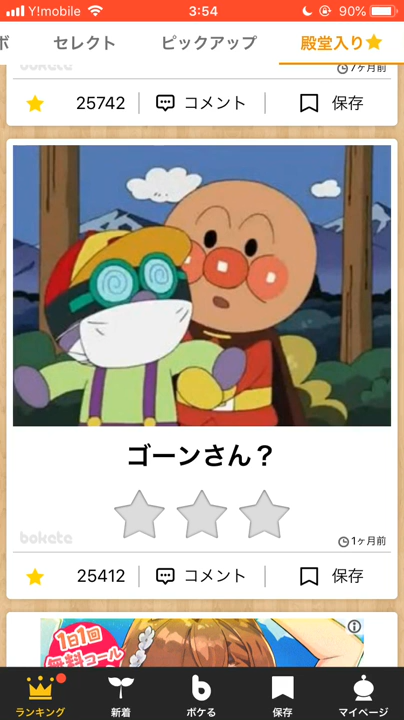 Y!mobile 3:54 90%
ボ セレクト ピックアップ 殿堂入り
bokete 7ヶ月前
25742 コメント 保存
ゴーンさん？
bokete 1ヶ月前
25412 コメント 保存
1日1回
無料コール
ランキング 新着 ボケる 保存 マイページ